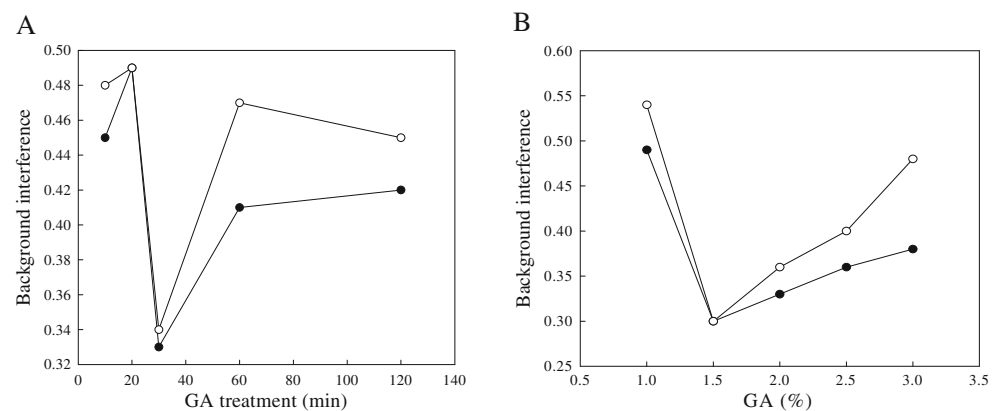 A
0.50
0.48
0.46
0.44
0.42
0.40
0.38
0.36
0.34
0.32
Background interference
0 20 40 60 80 100 120 140
GA treatment (min)
B
0.60
0.55
0.50
0.45
0.40
0.35
0.30
0.25
Background interference
0.5 1.0 1.5 2.0 2.5 3.0 3.5
GA (%)